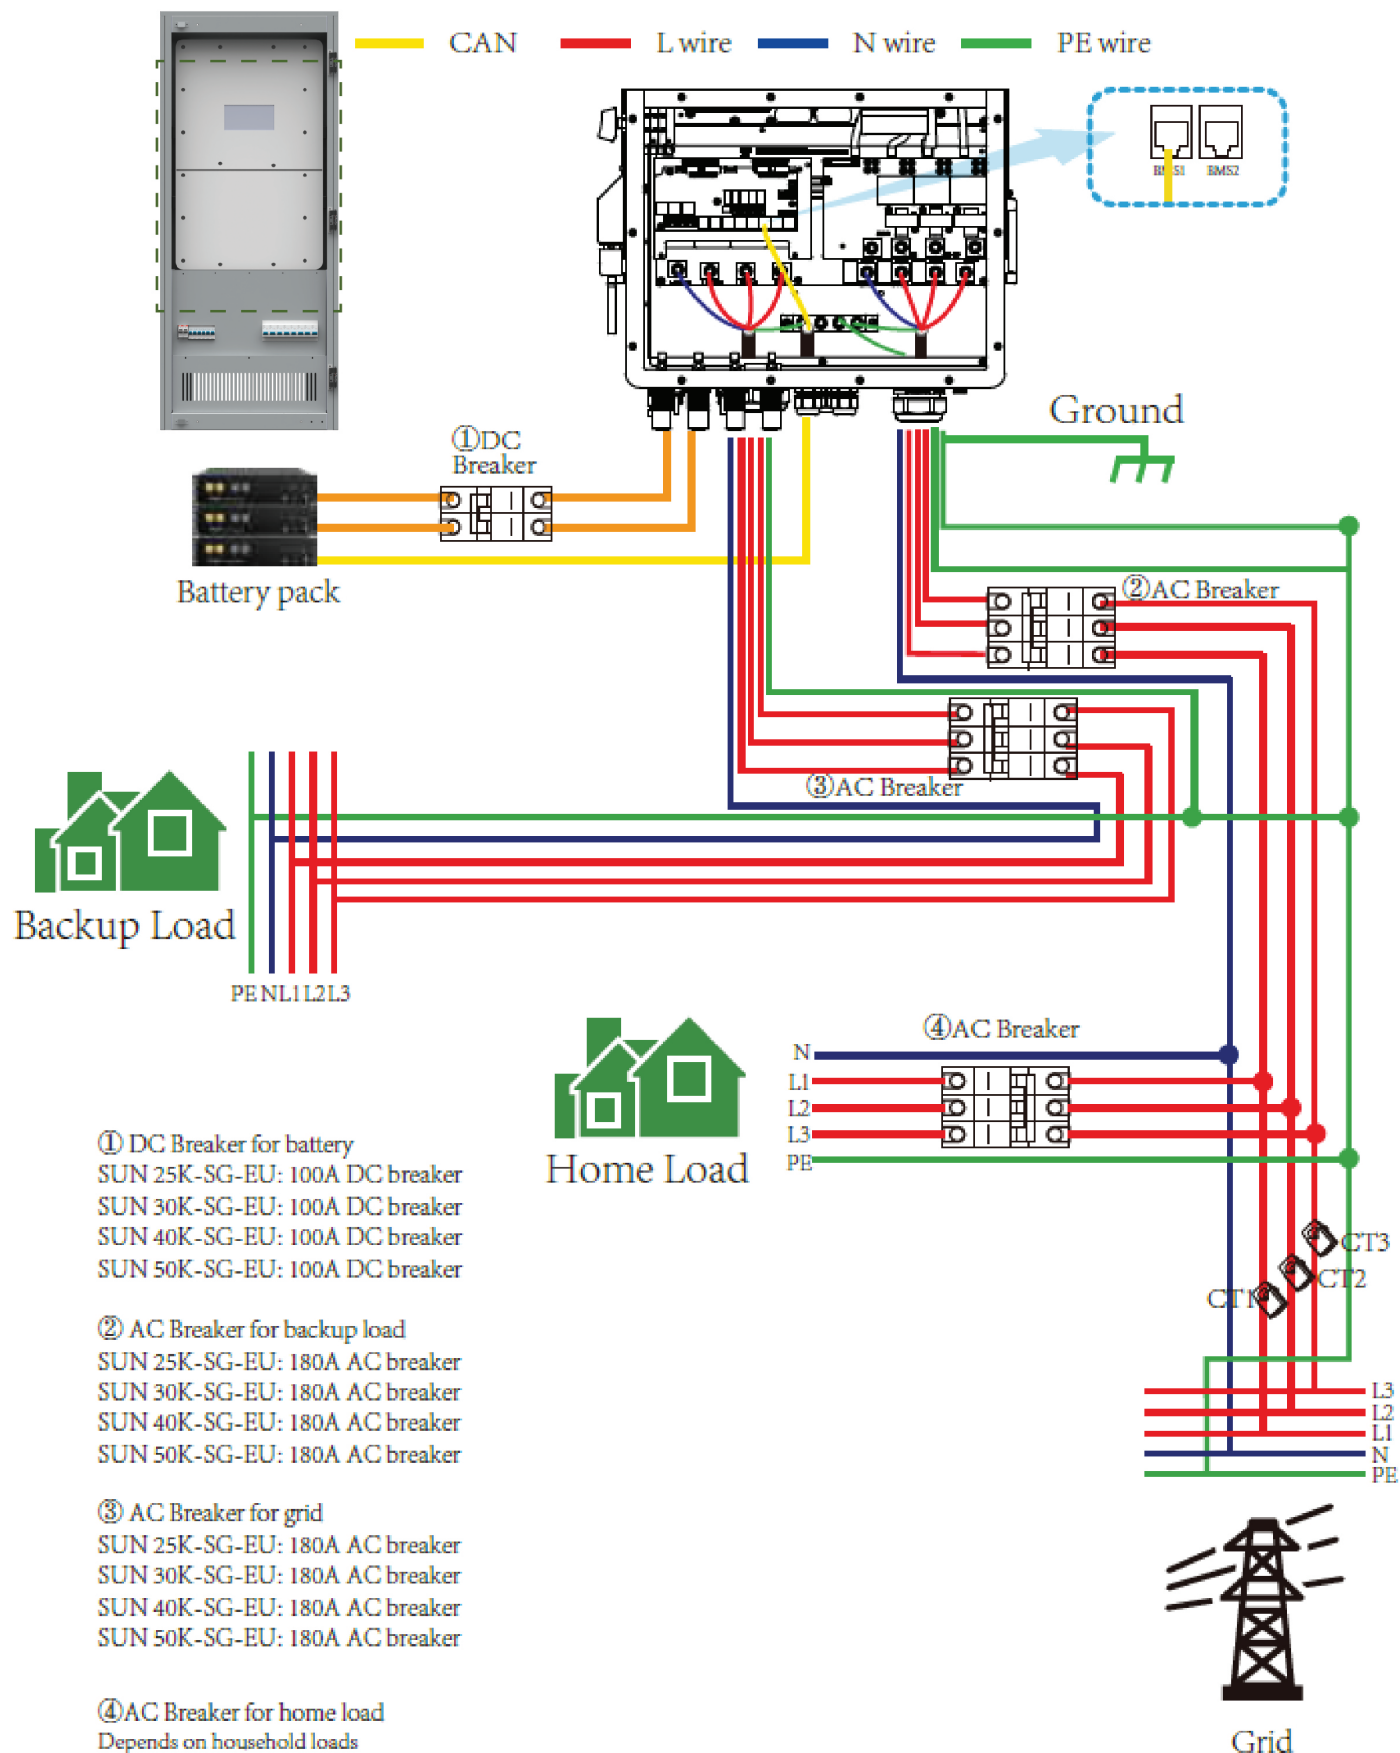 CAN
L wire
N wire
PE wire
BMS2
Ground
①DC
Breaker
Battery pack
②AC Breaker
③AC Breaker
Backup Load
PE N L1 L2 L3
④AC Breaker
N
L1
L2
L3
PE
Home Load
① DC Breaker for battery
SUN 25K-SG-EU: 100A DC breaker
SUN 30K-SG-EU: 100A DC breaker
SUN 40K-SG-EU: 100A DC breaker
SUN 50K-SG-EU: 100A DC breaker
② AC Breaker for backup load
SUN 25K-SG-EU: 180A AC breaker
SUN 30K-SG-EU: 180A AC breaker
SUN 40K-SG-EU: 180A AC breaker
SUN 50K-SG-EU: 180A AC breaker
③ AC Breaker for grid
SUN 25K-SG-EU: 180A AC breaker
SUN 30K-SG-EU: 180A AC breaker
SUN 40K-SG-EU: 180A AC breaker
SUN 50K-SG-EU: 180A AC breaker
④AC Breaker for home load
Depends on household loads
CT3
CT2
CT1
L3
L2
L1
N
PE
Grid